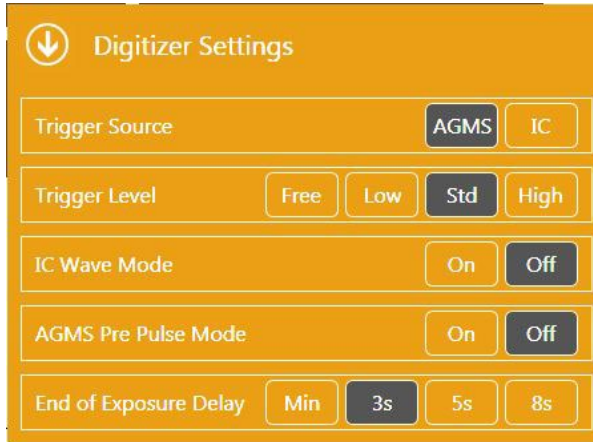 Digitizer Settings
Trigger Source AGMS IC
Trigger Level Free Low Std High
IC Wave Mode On Off
AGMS Pre Pulse Mode On Off
End of Exposure Delay Min 3s 5s 8s